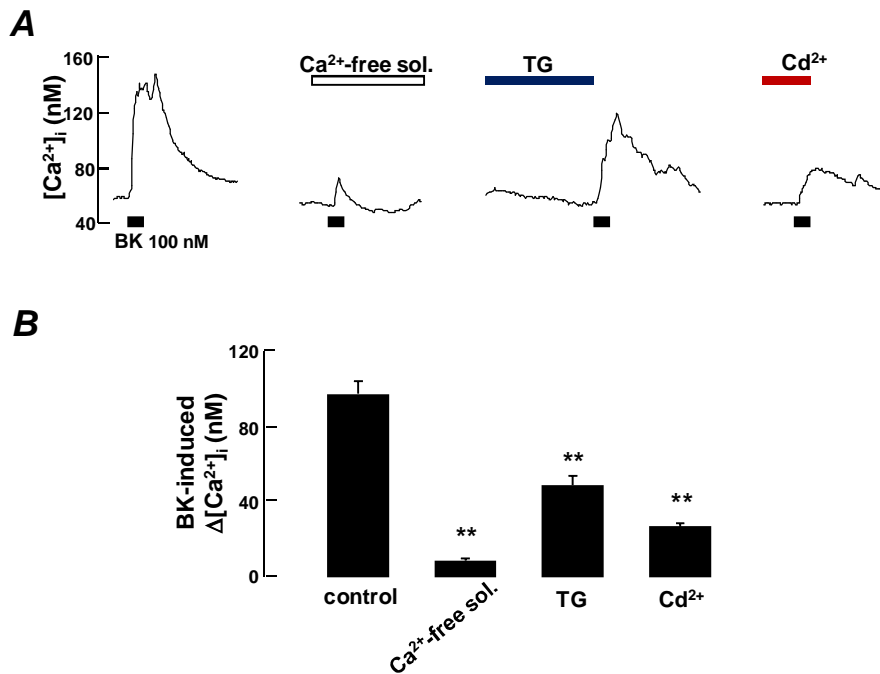 A
160
120
80
40
[Ca²⁺]ᵢ (nM)
BK 100 nM
Ca²⁺-free sol.
TG
Cd²⁺
B
120
80
40
0
BK-induced
Δ[Ca²⁺]ᵢ (nM)
**
**
**
control
Ca²⁺-free sol.
TG
Cd²⁺